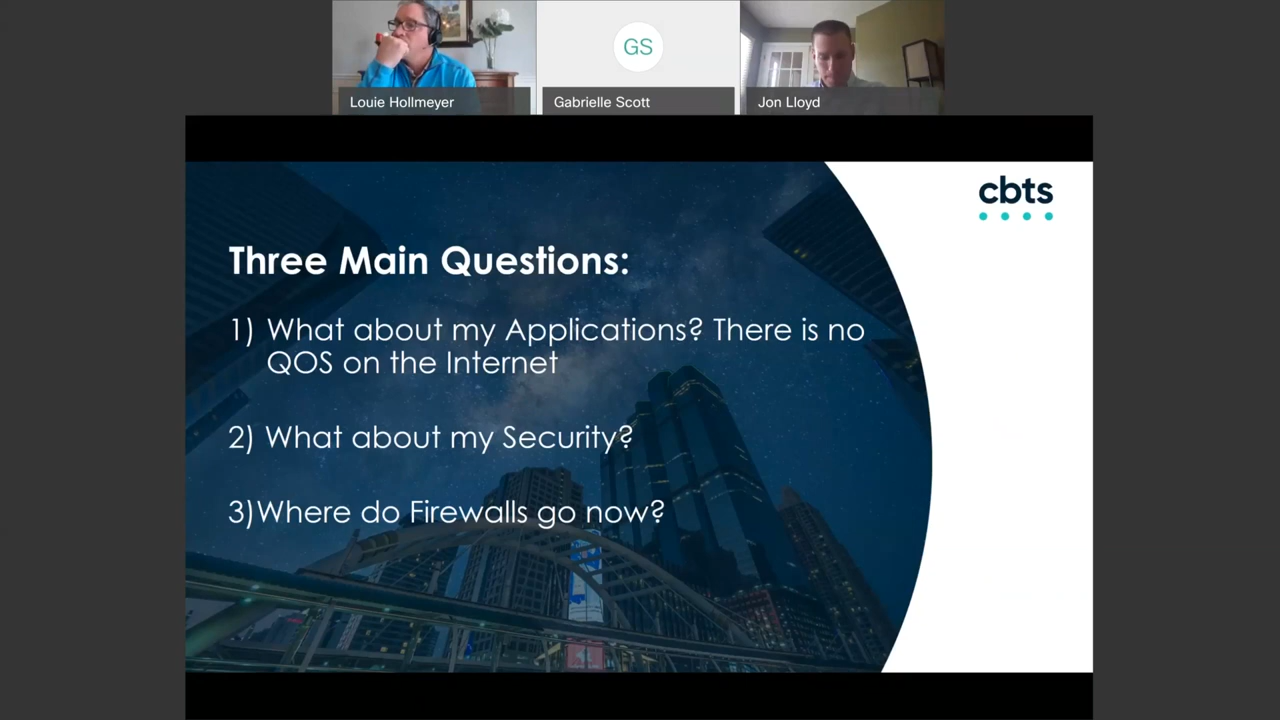 GS
Louie Hollmeyer
Gabrielle Scott
Jon Lloyd
cbts
Three Main Questions:
1) What about my Applications? There is no
QOS on the Internet
2) What about my Security?
3)Where do Firewalls go now?